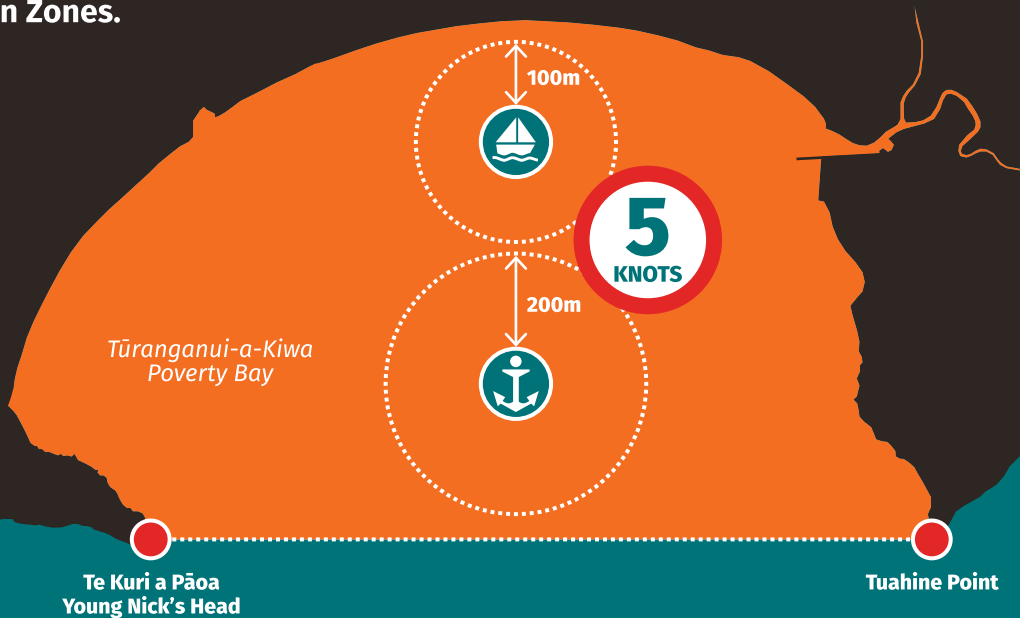 n Zones.
100m
5
KNOTS
200m
Tūranganui-a-Kiwa
Poverty Bay
Te Kuri a Pāoa
Young Nick’s Head
Tuahine Point